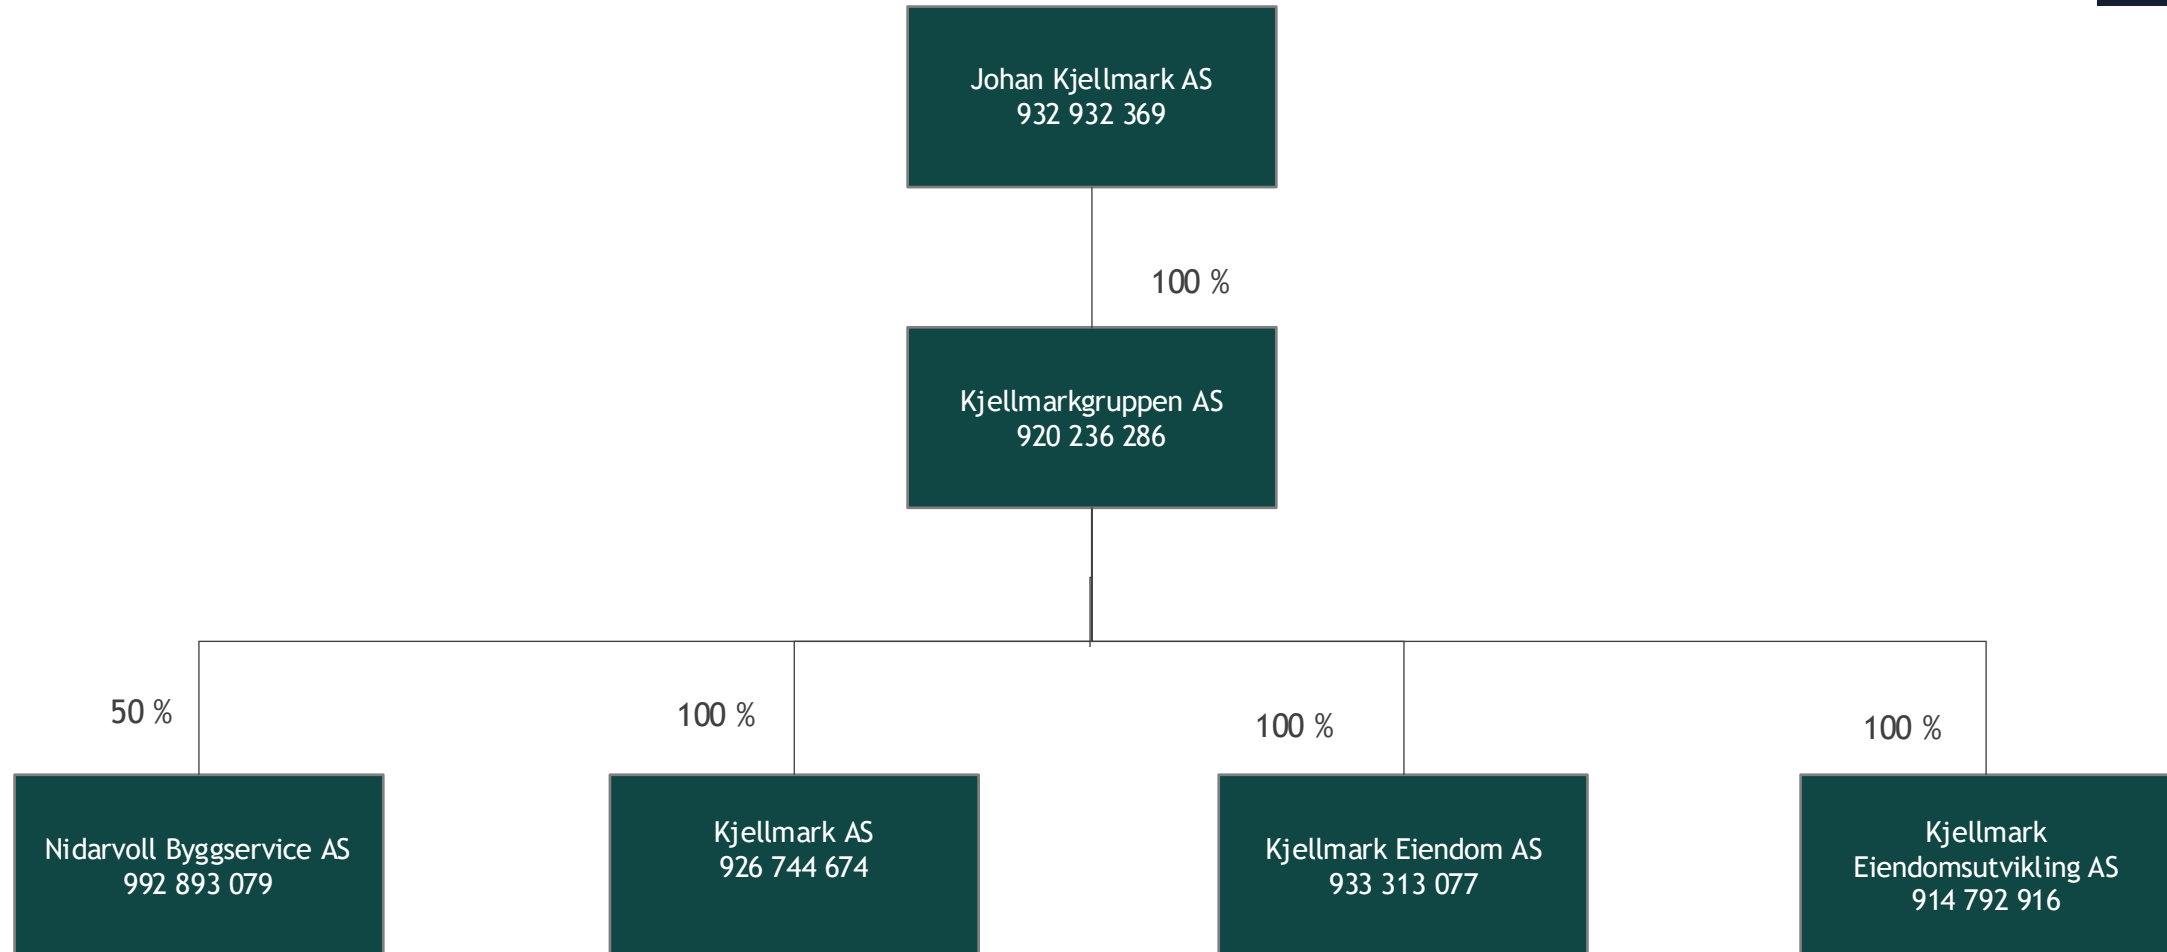 Johan Kjellmark AS
932 932 369
100 %
Kjellmarkgruppen AS
920 236 286
50 %
100 %
100 %
100 %
Nidarvoll Byggservice AS
992 893 079
Kjellmark AS
926 744 674
Kjellmark Eiendom AS
933 313 077
Kjellmark
Eiendomsutvikling AS
914 792 916